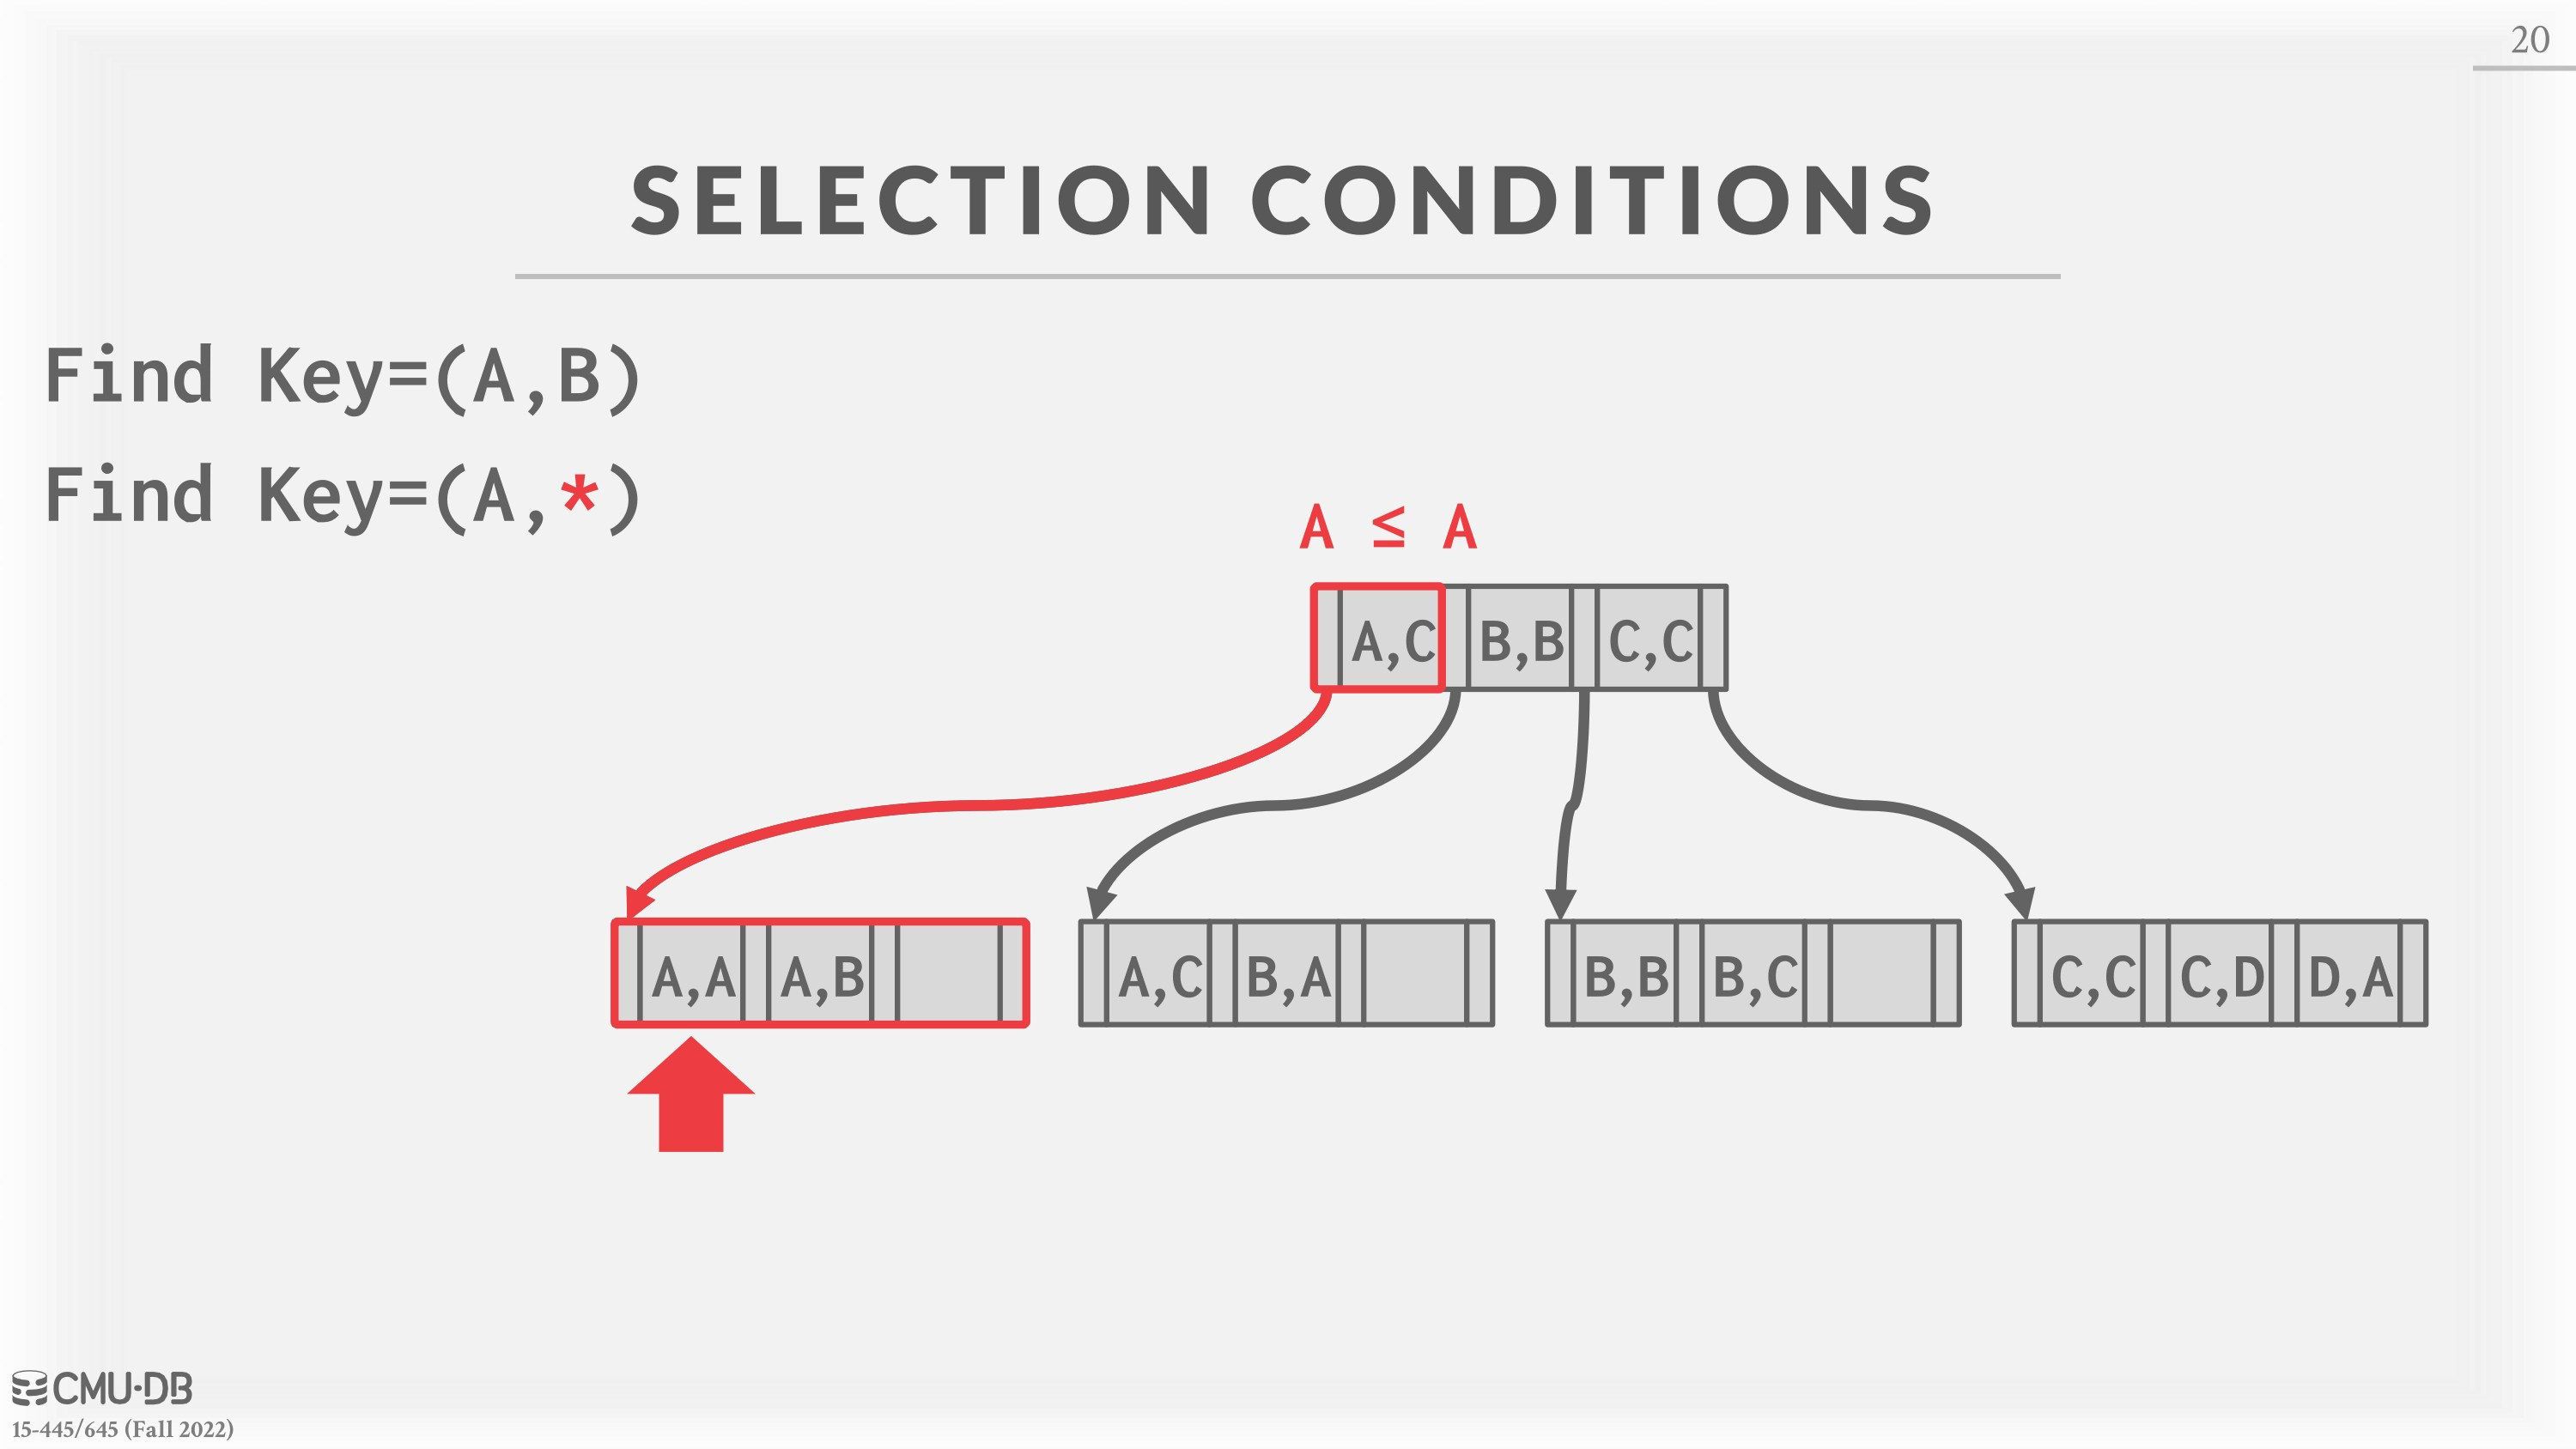 20
SELECTION CONDITIONS
Find Key=(A,B)
Find Key=(A,*)
A ≤ A
A,C B,B C,C
A,A A,B
A,C B,A
B,B B,C
C,C C,D D,A
CMU·DB
15-445/645 (Fall 2022)